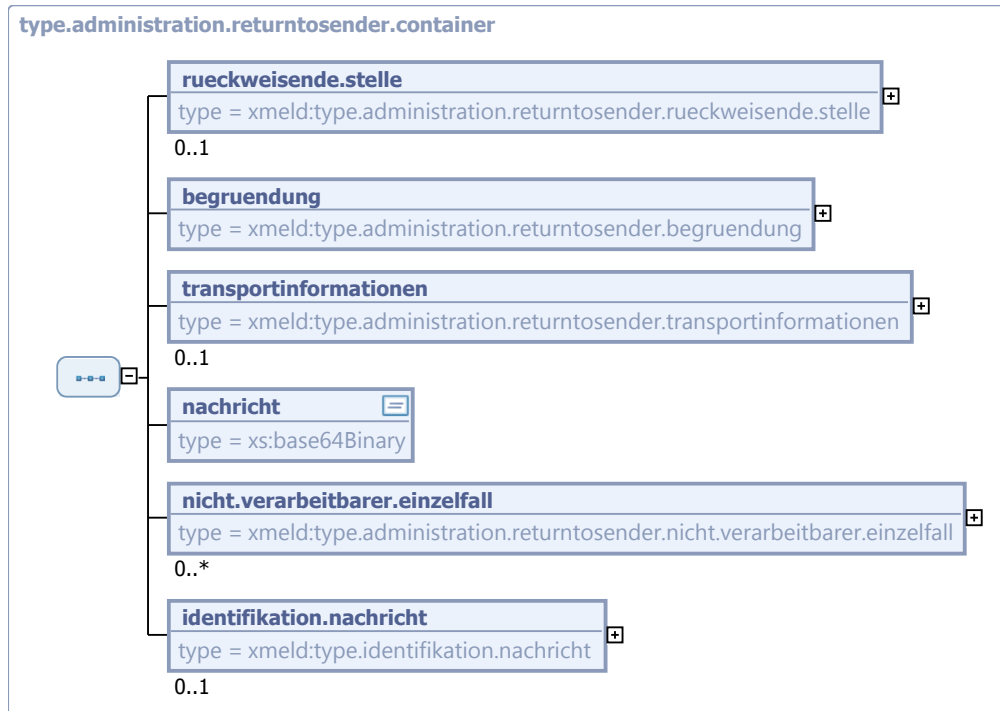 type.administration.returntosender.container
rueckweisende.stelle
type = xmeld:type.administration.returntosender.rueckweisende.stelle
0..1
begruendung
type = xmeld:type.administration.returntosender.begruendung
transportinformationen
type = xmeld:type.administration.returntosender.transportinformationen
0..1
nachricht
type = xs:base64Binary
nicht.verarbeitbarer.einzelfall
type = xmeld:type.administration.returntosender.nicht.verarbeitbarer.einzelfall
0..*
identifikation.nachricht
type = xmeld:type.identifikation.nachricht
0..1